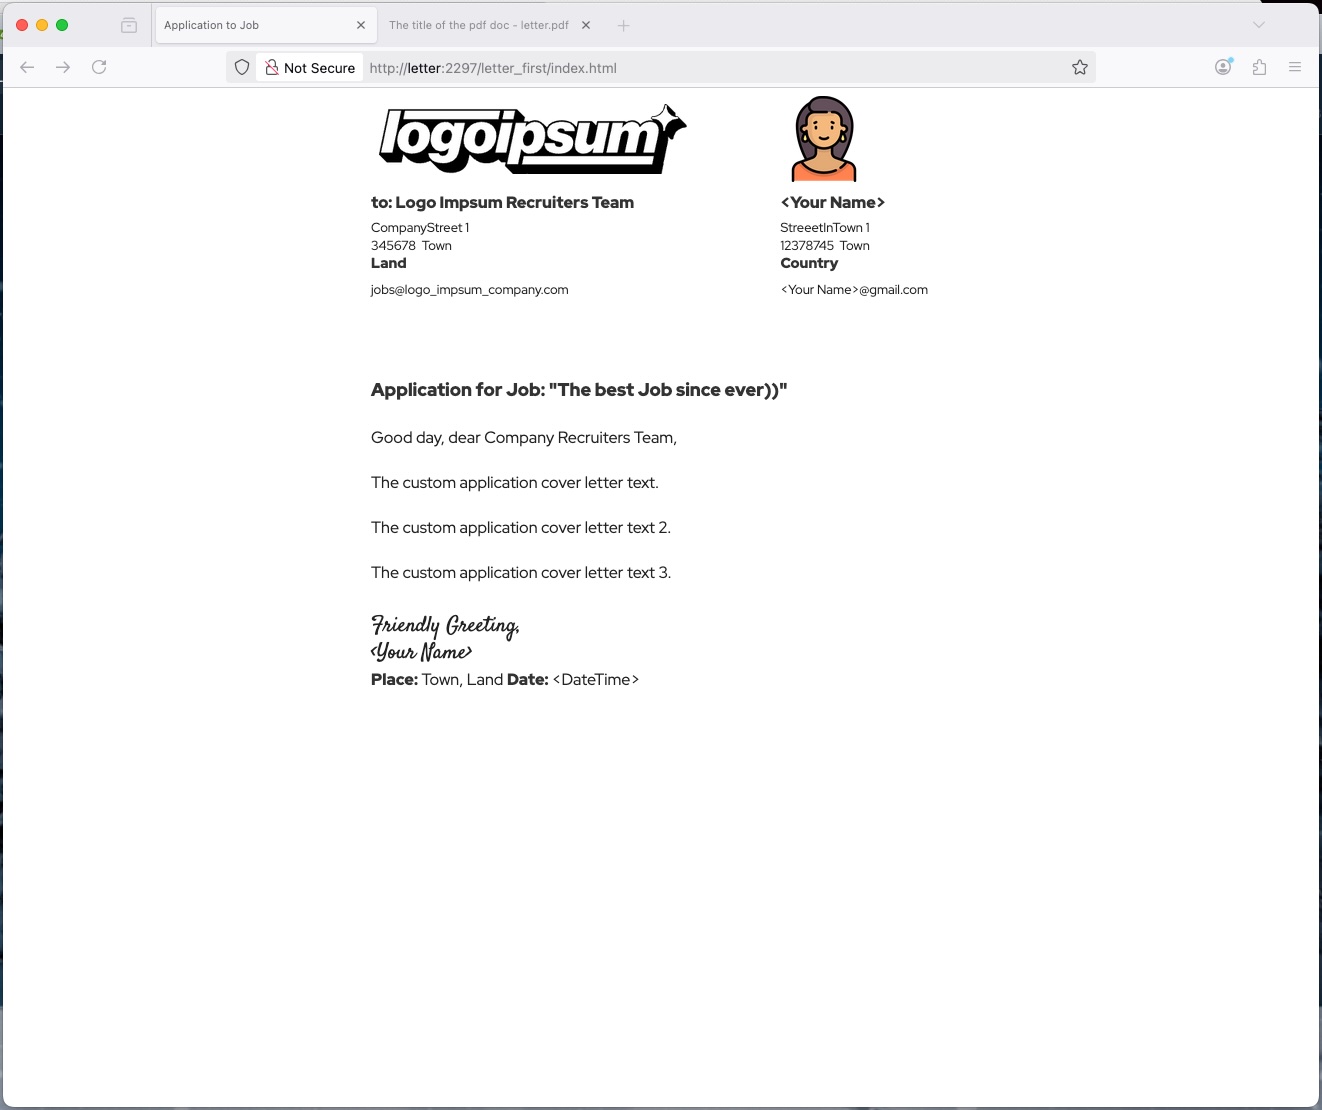 Application to Job
The title of the pdf doc - letter.pdf
Not Secure
http://letter:2297/letter_first/index.html
logoipsum
to: Logo Impsum Recruiters Team
CompanyStreet 1
345678 Town
Land
jobs@logo_impsum_company.com
<Your Name>
StreeetInTown 1
12378745 Town
Country
<Your Name>@gmail.com
Application for Job: "The best Job since ever))"
Good day, dear Company Recruiters Team,
The custom application cover letter text.
The custom application cover letter text 2.
The custom application cover letter text 3.
Friendly Greeting,
<Your Name>
Place: Town, Land Date: <DateTime>